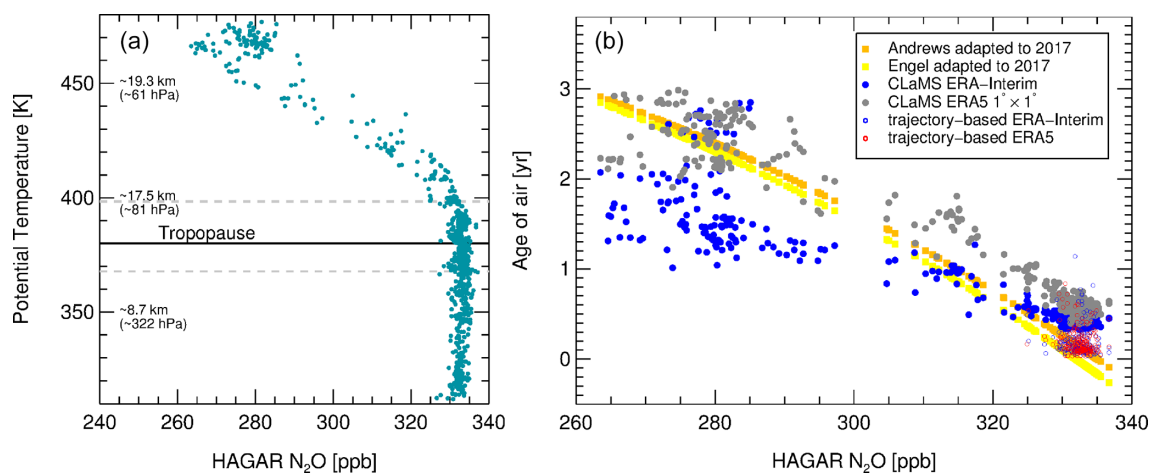 (a)
~19.3 km
(~61 hPa)
~17.5 km
(~81 hPa)
Tropopause
~8.7 km
(~322 hPa)
450
400
350
Potential Temperature [K]
240 260 280 300 320 340
HAGAR N₂O [ppb]
(b)
Andrews adapted to 2017
Engel adapted to 2017
CLaMS ERA−Interim
CLaMS ERA5 1°×1°
trajectory−based ERA−Interim
trajectory−based ERA5
3
2
1
0
Age of air [yr]
260 280 300 320 340
HAGAR N₂O [ppb]